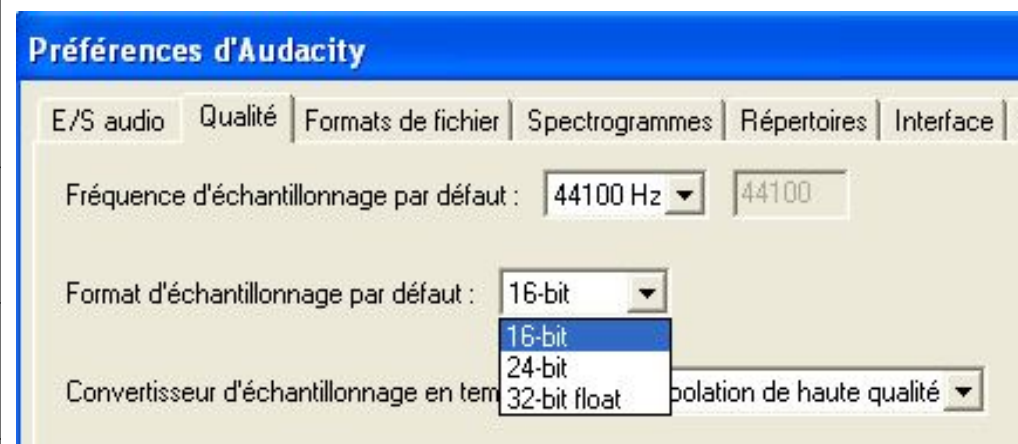 Préférences d'Audacity
E/S audio Qualité Formats de fichier Spectrogrammes Répertoires Interface
Fréquence d'échantillonnage par défaut : 44100 Hz 44100
Format d'échantillonnage par défaut : 16-bit
16-bit
24-bit
32-bit float
Convertisseur d'échantillonnage en tem polation de haute qualité